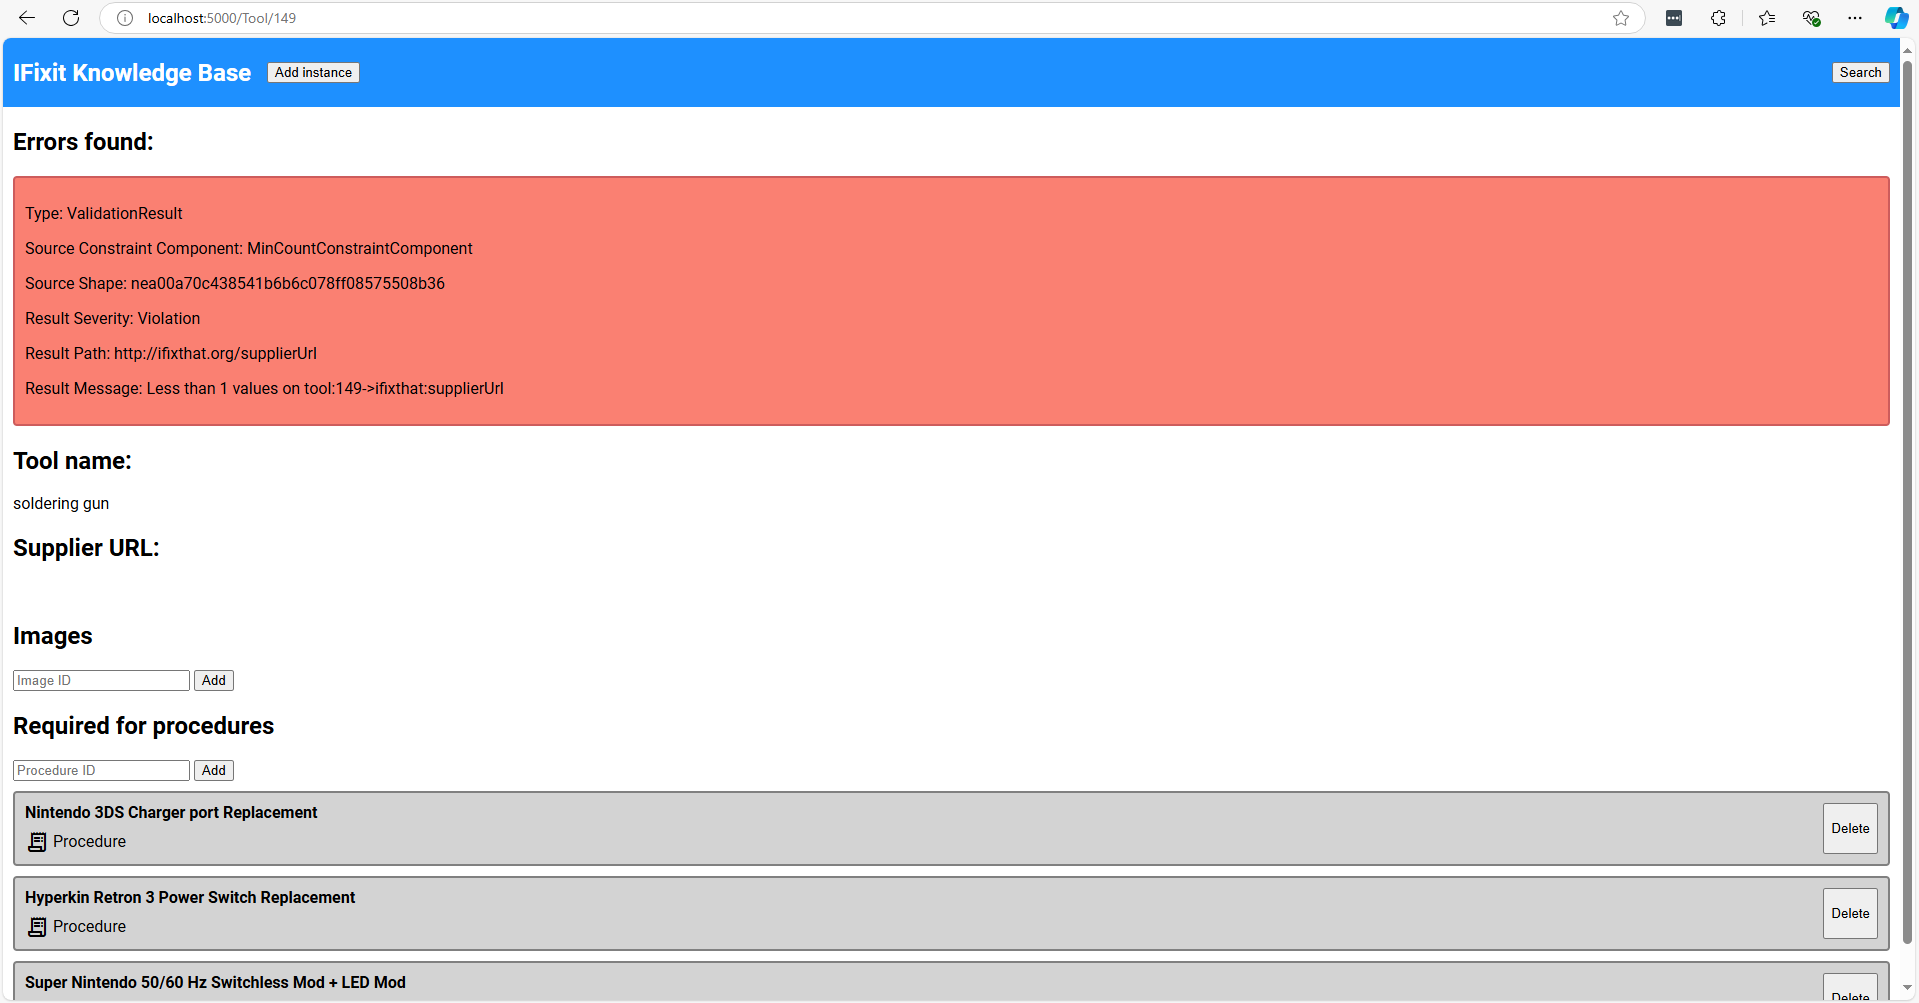 localhost:5000/Tool/149
IFixit Knowledge Base
Add instance
Search
Errors found:
Type: ValidationResult
Source Constraint Component: MinCountConstraintComponent
Source Shape: nea00a70c438541b6b6c078ff08575508b36
Result Severity: Violation
Result Path: http://ifixthat.org/supplierUrl
Result Message: Less than 1 values on tool:149->ifixthat:supplierUrl
Tool name:
soldering gun
Supplier URL:
Images
Image ID
Add
Required for procedures
Procedure ID
Add
Nintendo 3DS Charger port Replacement
Procedure
Delete
Hyperkin Retron 3 Power Switch Replacement
Procedure
Delete
Super Nintendo 50/60 Hz Switchless Mod + LED Mod
Delete